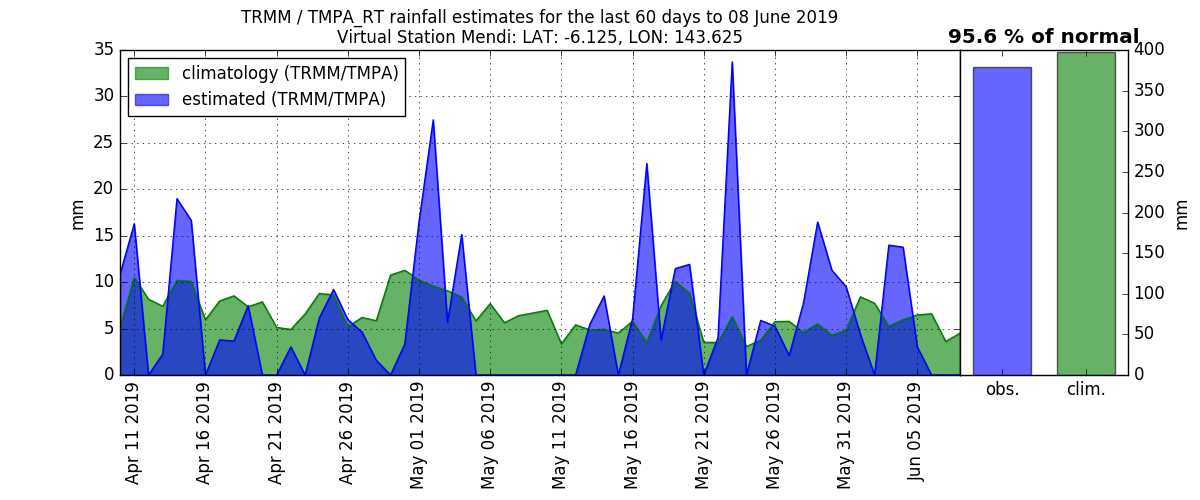 TRMM / TMPA_RT rainfall estimates for the last 60 days to 08 June 2019
Virtual Station Mendi: LAT: -6.125, LON: 143.625
95.6 % of normal
climatology (TRMM/TMPA)
estimated (TRMM/TMPA)
mm
35
30
25
20
15
10
5
0
Apr 11 2019
Apr 16 2019
Apr 21 2019
Apr 26 2019
May 01 2019
May 06 2019
May 11 2019
May 16 2019
May 21 2019
May 26 2019
May 31 2019
Jun 05 2019
obs.
clim.
400
350
300
250
200
150
100
50
0
mm